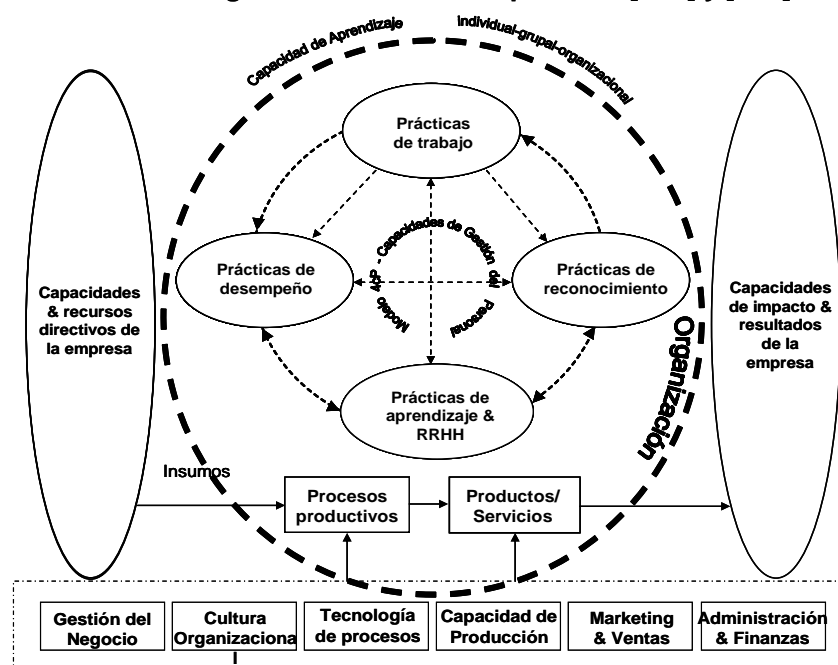 Capacidad de Aprendizaje
individual-grupal-organizacional
Prácticas
de trabajo
Prácticas de
desempeño
Modelo AcP - Capacidades de Gestión del Personal
Prácticas de
reconocimiento
Prácticas de
aprendizaje &
RRHH
Capacidades
& recursos
directivos de
la empresa
Capacidades
de impacto &
resultados
de la
empresa
Organización
Insumos
Procesos
productivos
Productos/
Servicios
Gestión del
Negocio
Cultura
Organizaciona
Tecnología
de procesos
Capacidad de
Producción
Marketing
& Ventas
Administración
& Finanzas